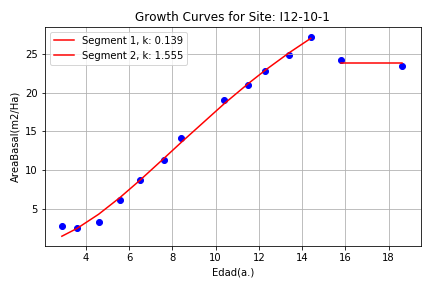 Growth Curves for Site: I12-10-1
Segment 1, k: 0.139
Segment 2, k: 1.555
AreaBasal(m2/Ha)
25
20
15
10
5
4 6 8 10 12 14 16 18
Edad(a.)